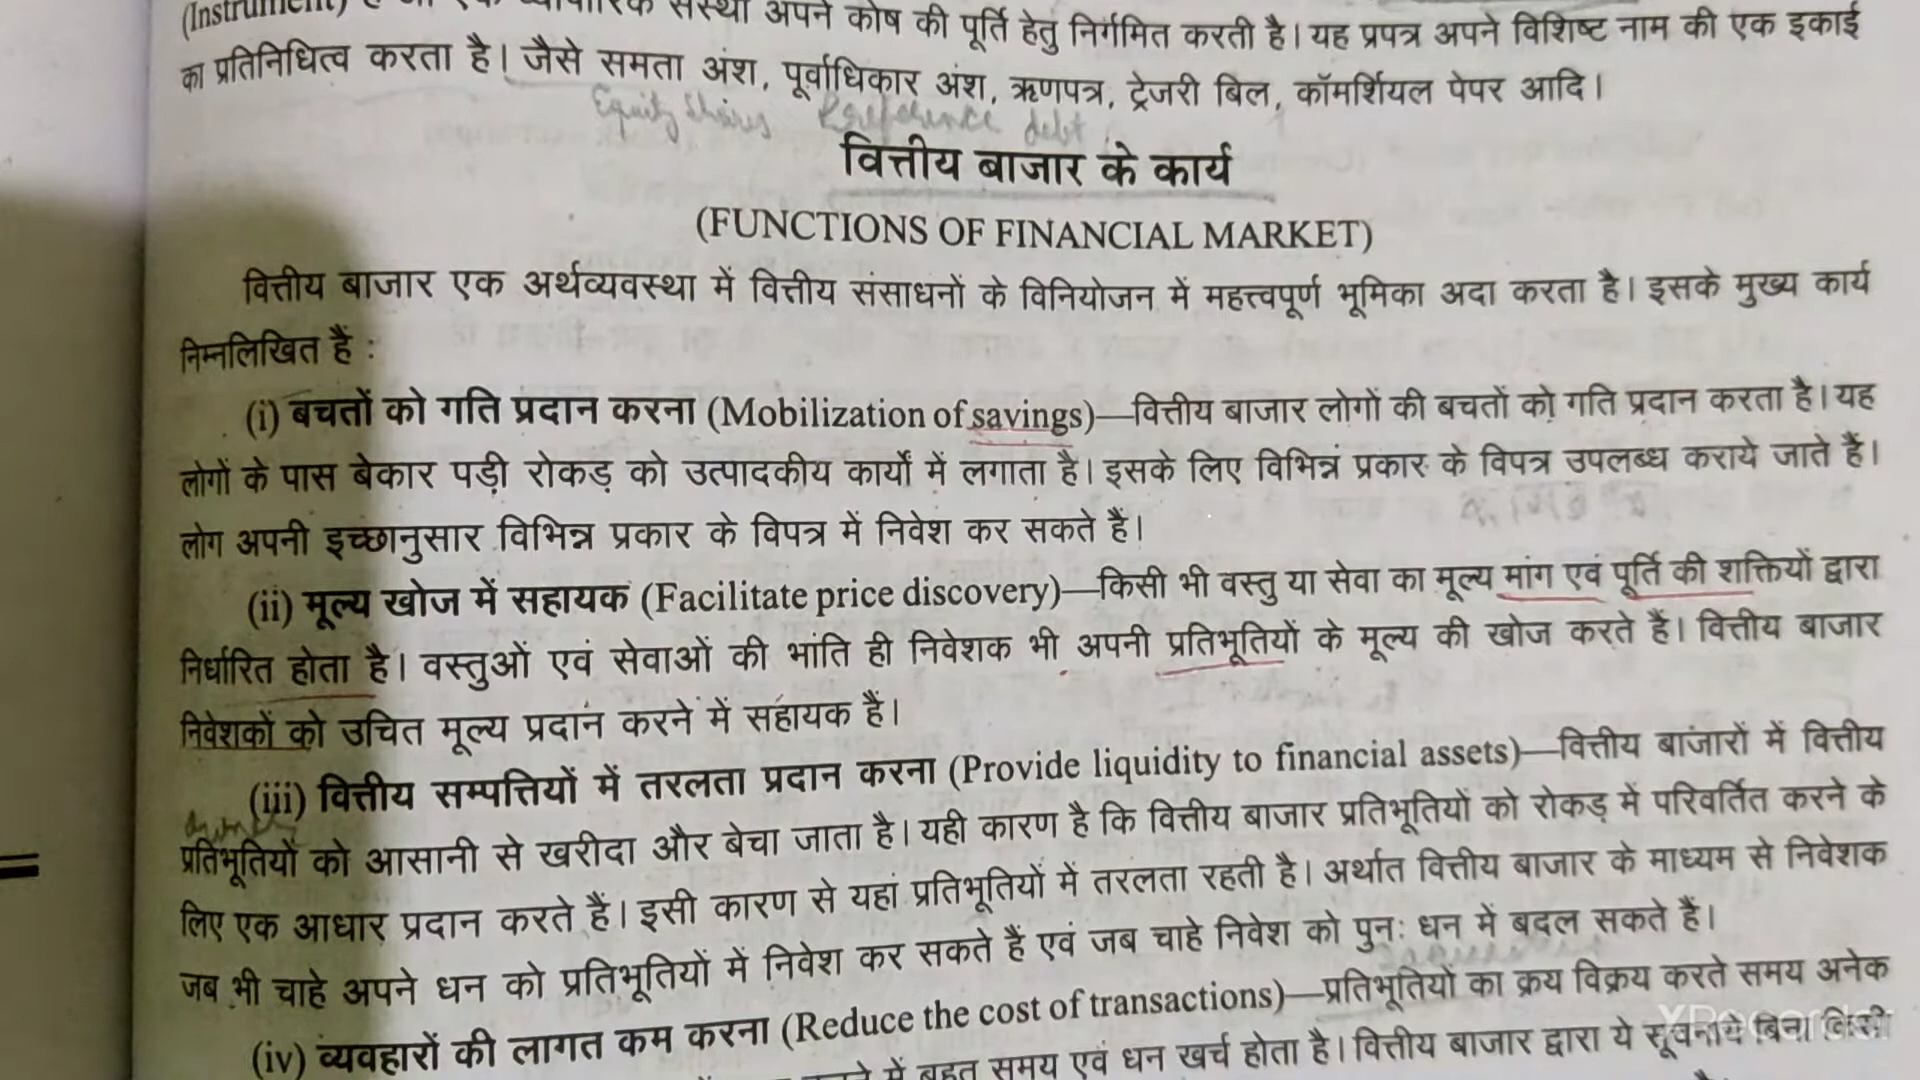 (Instrument) है जो एक व्यापारिक संस्था अपने कोष की पूर्ति हेतु निर्गमित करती है। यह प्रपत्र अपने विशिष्ट नाम की एक इकाई
का प्रतिनिधित्व करता है। जैसे समता अंश, पूर्वाधिकार अंश, ऋणपत्र, ट्रेजरी बिल, कॉमर्शियल पेपर आदि।
Equity shares Preference debt
वित्तीय बाजार के कार्य
(FUNCTIONS OF FINANCIAL MARKET)
वित्तीय बाजार एक अर्थव्यवस्था में वित्तीय संसाधनों के विनियोजन में महत्त्वपूर्ण भूमिका अदा करता है। इसके मुख्य कार्य
निम्नलिखित हैं :
(i) बचतों को गति प्रदान करना (Mobilization of savings)—वित्तीय बाजार लोगों की बचतों को गति प्रदान करता है। यह
लोगों के पास बेकार पड़ी रोकड़ को उत्पादकीय कार्यों में लगाता है। इसके लिए विभिन्न प्रकार के विपत्र उपलब्ध कराये जाते हैं।
लोग अपनी इच्छानुसार विभिन्न प्रकार के विपत्र में निवेश कर सकते हैं।
(ii) मूल्य खोज में सहायक (Facilitate price discovery)—किसी भी वस्तु या सेवा का मूल्य मांग एवं पूर्ति की शक्तियों द्वारा
निर्धारित होता है। वस्तुओं एवं सेवाओं की भांति ही निवेशक भी अपनी प्रतिभूतियों के मूल्य की खोज करते हैं। वित्तीय बाजार
निवेशकों को उचित मूल्य प्रदान करने में सहायक हैं।
(iii) वित्तीय सम्पत्तियों में तरलता प्रदान करना (Provide liquidity to financial assets)—वित्तीय बाजारों में वित्तीय
प्रतिभूतियों को आसानी से खरीदा और बेचा जाता है। यही कारण है कि वित्तीय बाजार प्रतिभूतियों को रोकड़ में परिवर्तित करने के
लिए एक आधार प्रदान करते हैं। इसी कारण से यहां प्रतिभूतियों में तरलता रहती है। अर्थात वित्तीय बाजार के माध्यम से निवेशक
जब भी चाहे अपने धन को प्रतिभूतियों में निवेश कर सकते हैं एवं जब चाहे निवेश को पुनः धन में बदल सकते हैं।
(iv) व्यवहारों की लागत कम करना (Reduce the cost of transactions)—प्रतिभूतियों का क्रय विक्रय करते समय अनेक
में बहुत समय एवं धन खर्च होता है। वित्तीय बाजार द्वारा ये सूचनाये बिना किसी
XRecorder